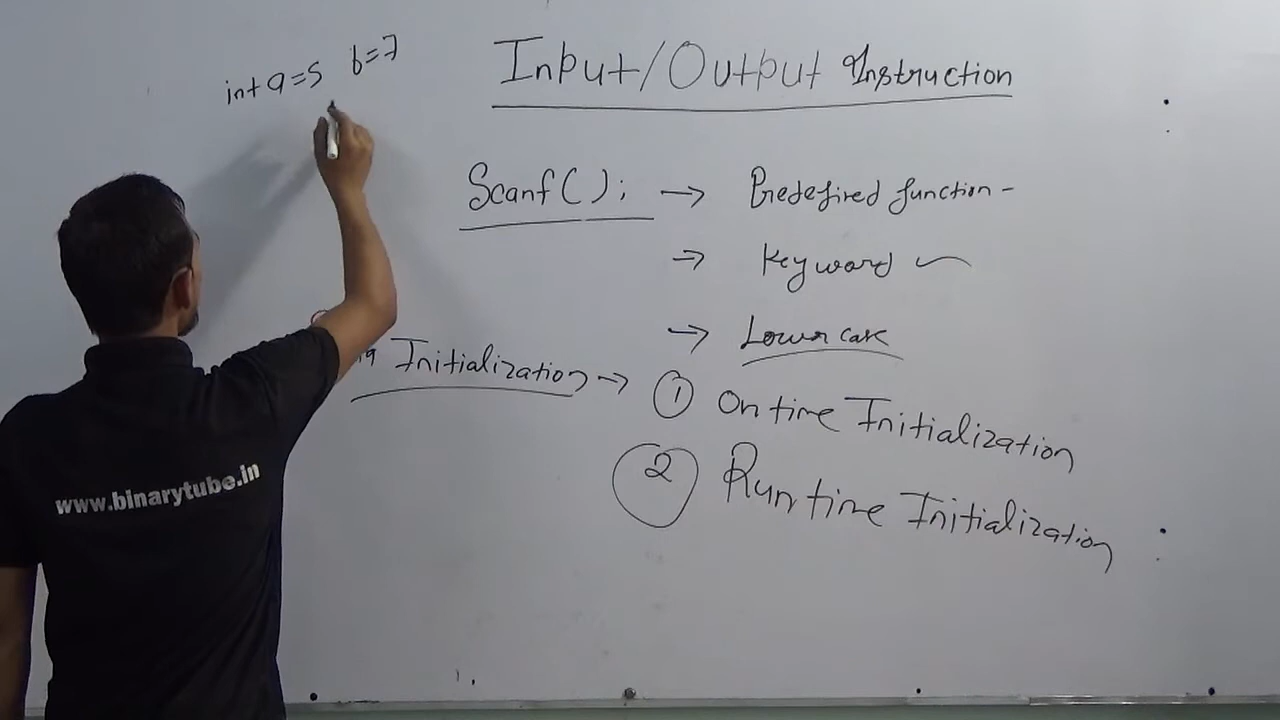 int a=5 b=7
Input/Output Instruction
Scanf(); → Predefined function -
→ Keyword
→ Lower case
Initialization → ① On time Initialization
② Run time Initialization
www.binarytube.in